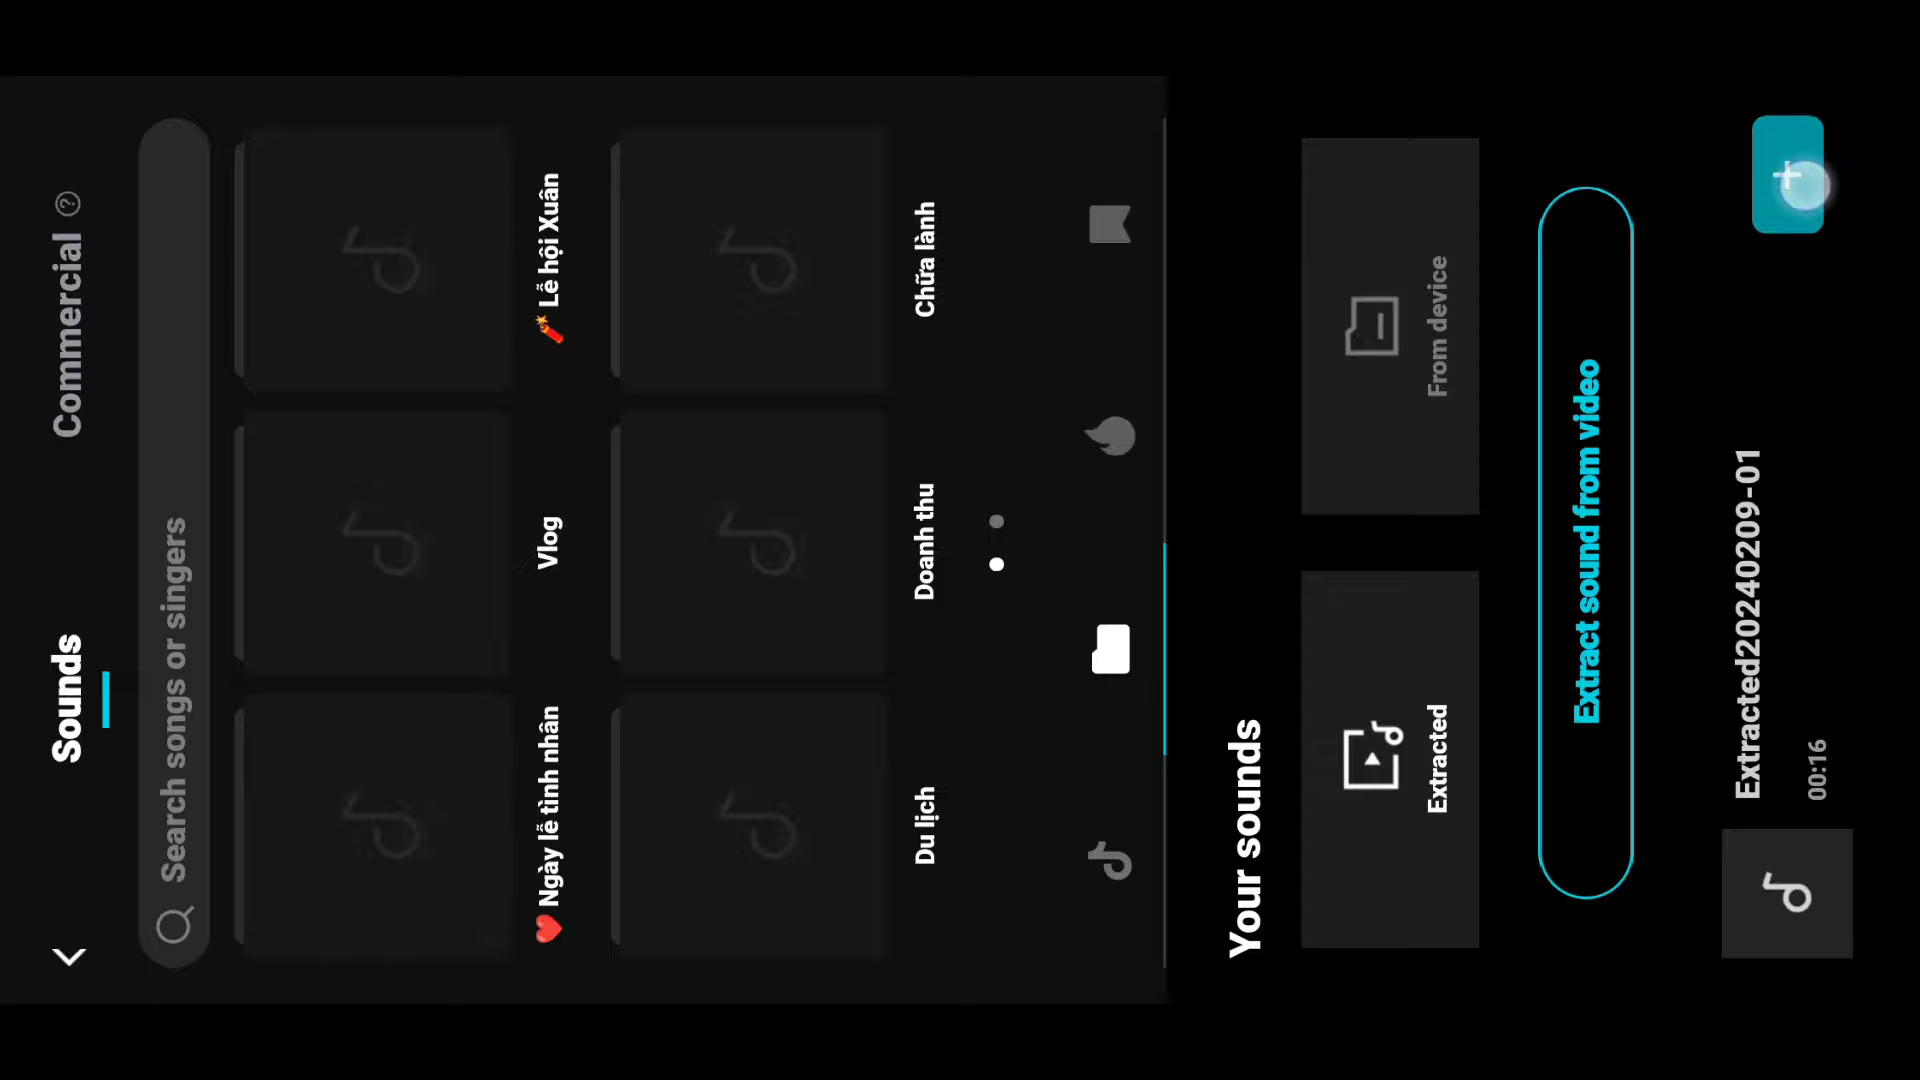 Sounds
Commercial
Search songs or singers
❤️ Ngày lễ tình nhân
Vlog
🧨 Lễ hội Xuân
Du lịch
Doanh thu
Chữa lành
Your sounds
Extracted
From device
Extract sound from video
Extracted20240209-01
00:16